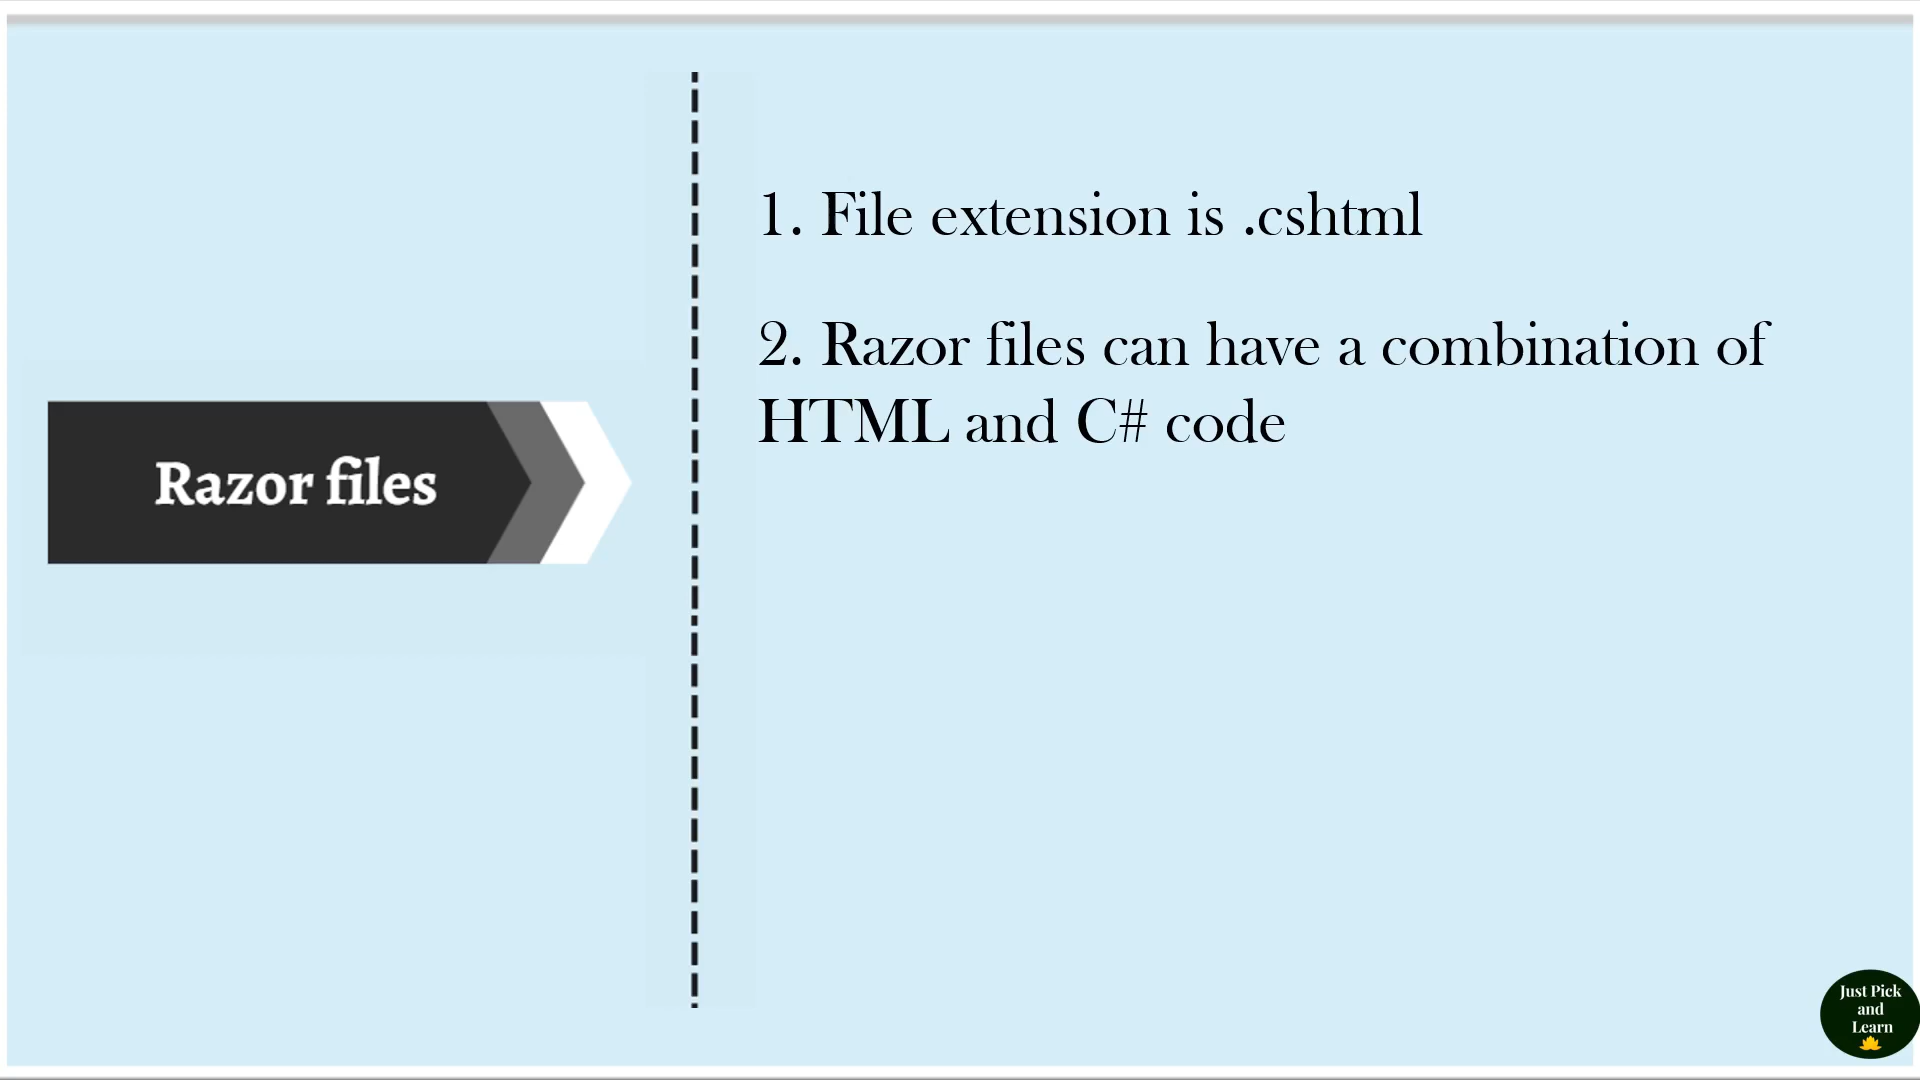 Razor files
1. File extension is .cshtml
2. Razor files can have a combination of
HTML and C# code
Just Pick
and
Learn